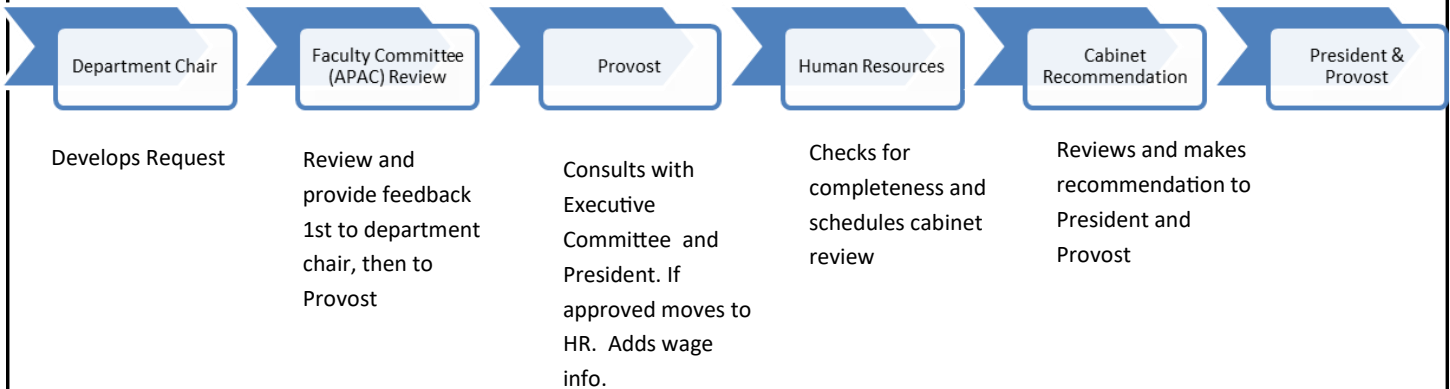 Department Chair
Develops Request
Faculty Committee
(APAC) Review
Review and
provide feedback
1st to department
chair, then to
Provost
Provost
Consults with
Executive
Committee and
President. If
approved moves to
HR. Adds wage
info.
Human Resources
Checks for
completeness and
schedules cabinet
review
Cabinet
Recommendation
Reviews and makes
recommendation to
President and
Provost
President &
Provost